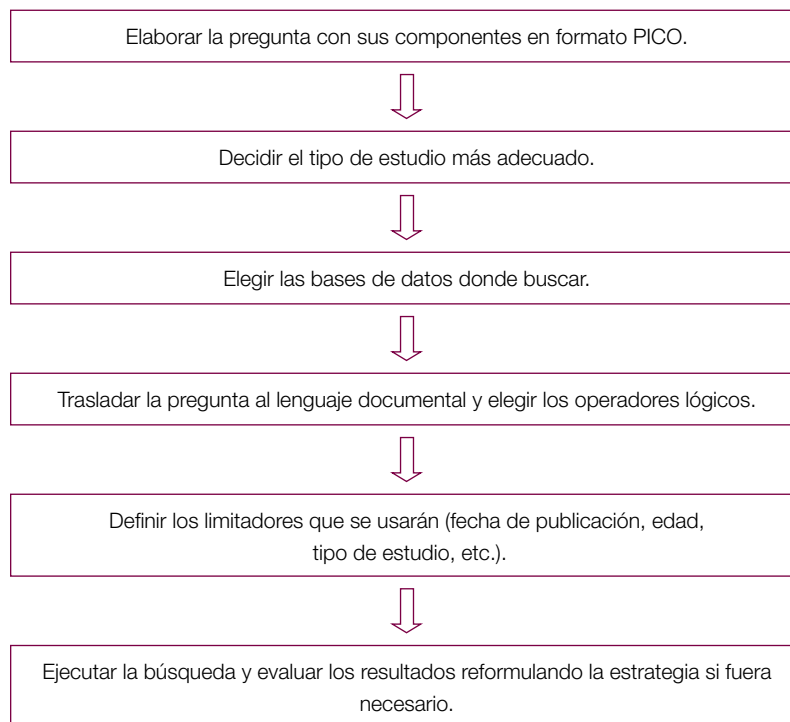 Elaborar la pregunta con sus componentes en formato PICO.
Decidir el tipo de estudio más adecuado.
Elegir las bases de datos donde buscar.
Trasladar la pregunta al lenguaje documental y elegir los operadores lógicos.
Definir los limitadores que se usarán (fecha de publicación, edad,
tipo de estudio, etc.).
Ejecutar la búsqueda y evaluar los resultados reformulando la estrategia si fuera
necesario.